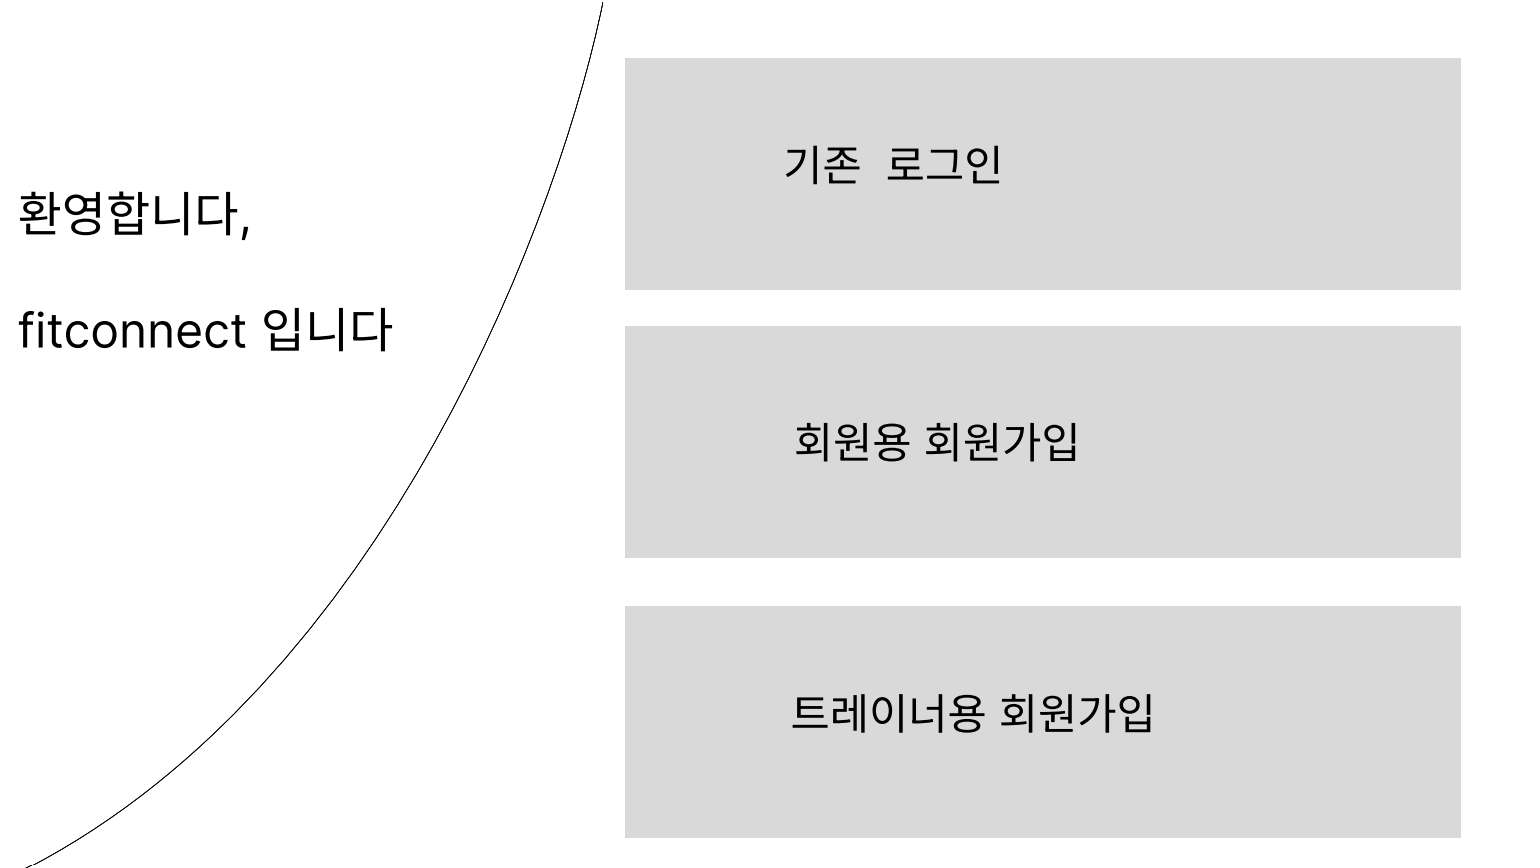 환영합니다,
fitconnect 입니다
기존  로그인
회원용 회원가입
트레이너용 회원가입